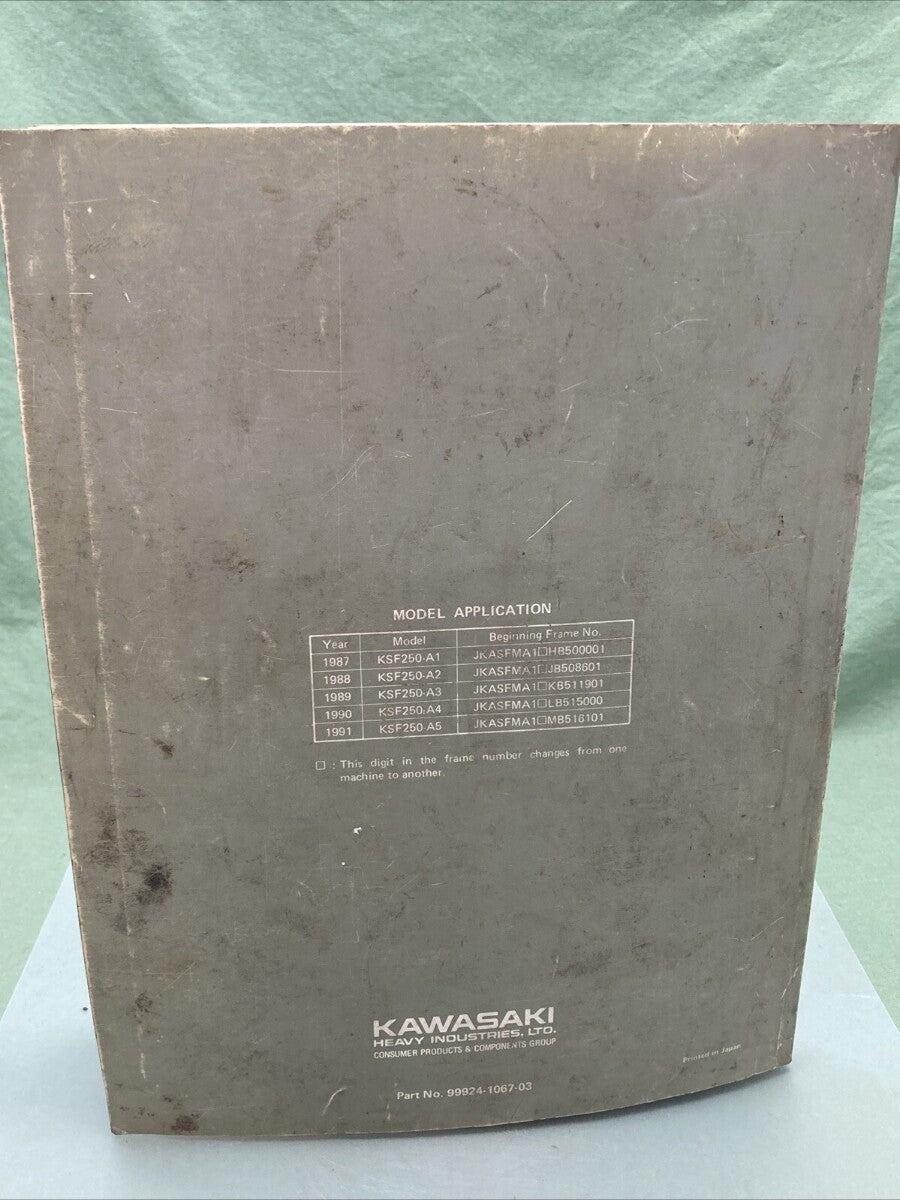 MODEL APPLICATION
Year Model Beginning Frame No.
1987 KSF250-A1 JKASFMA1□HB500001
1988 KSF250-A2 JKASFMA1□JB508601
1989 KSF250-A3 JKASFMA1□KB511901
1990 KSF250-A4 JKASFMA1□LB515000
1991 KSF250-A5 JKASFMA1□MB516101
□ : This digit in the frame number changes from one
machine to another.
KAWASAKI
HEAVY INDUSTRIES, LTD.
CONSUMER PRODUCTS & COMPONENTS GROUP
Printed in Japan
Part No. 99924-1067-03